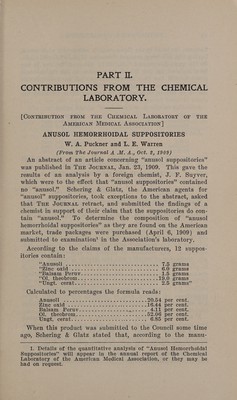 PART II.
CONTRIBUTIONS FROM THE CHEMICAL
LABORATORY.
[CONTRIBUTION FROM THE CHEMICAL LABORATORY OF THE
AMERICAN MEDICAL ASSOCIATION]
ANUSOL HEMORRHOIDAL SUPPOSITORIES
W. A. Puckner and L. E. Warren
(From The Journal A. M. A., Oct. 2, 1909)
An abstract of an article concerning "anusol suppositories"
was published in THE JOURNAL, Jan. 23, 1909. This gave the
results of an analysis by a foreign chemist, J. F. Suyver,
which were to the effect that "anusol suppositories" contained
no "anusol." Schering & Glatz, the American agents for
"anusol" suppositories, took exceptions to the abstract, asked
that THE JOURNAL retract, and submitted the findings of a
chemist in support of their claim that the suppositories do con-
tain "anusol." To determine the composition of "anusol
hemorrhoidal suppositories" as they are found on the American
market, trade packages were purchased (April 6, 1909) and
submitted to examination¹ in the Association's laboratory.
According to the claims of the manufacturers, 12 suppos-
itories contain:
"Anusoli ........ 7.5 grams
"Zinc oxid ........ 6.0 grams
"Balsam Peruv. ........ 1.5 grams
"Ol. theobrom. ........ 19.0 grams
"Ungt. cerat. ........ 2.5 grams"
Calculated to percentages the formula reads:
Anusoli ........ 20.54 per cent.
Zinc oxid ........ 16.44 per cent.
Balsam Peruv. ........ 4.11 per cent.
Ol. theobrom. ........ 52.06 per cent.
Ungt. cerat. ........ 6.85 per cent.
When this product was submitted to the Council some time
ago, Schering & Glatz stated that, according to the manu-
1. Details of the quantitative analysis of "Anusol Hemorrhoidal
Suppositories" will appear in the annual report of the Chemical
Laboratory of the American Medical Association, or they may be
had on request.